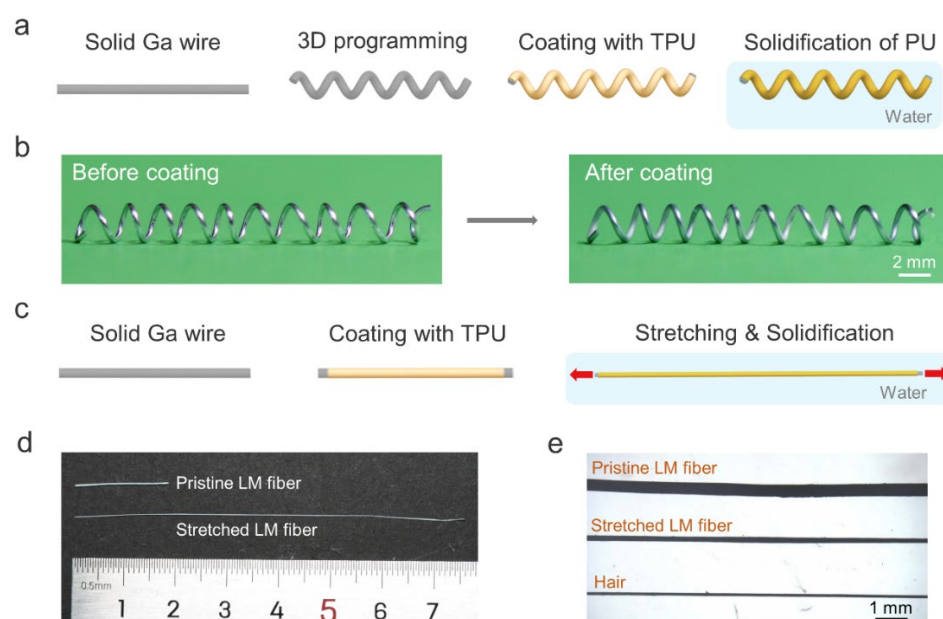 a
Solid Ga wire
3D programming
Coating with TPU
Solidification of PU
Water
b
Before coating
After coating
2 mm
c
Solid Ga wire
Coating with TPU
Stretching & Solidification
Water
d
Pristine LM fiber
Stretched LM fiber
0.5mm
1 2 3 4 5 6 7
e
Pristine LM fiber
Stretched LM fiber
Hair
1 mm